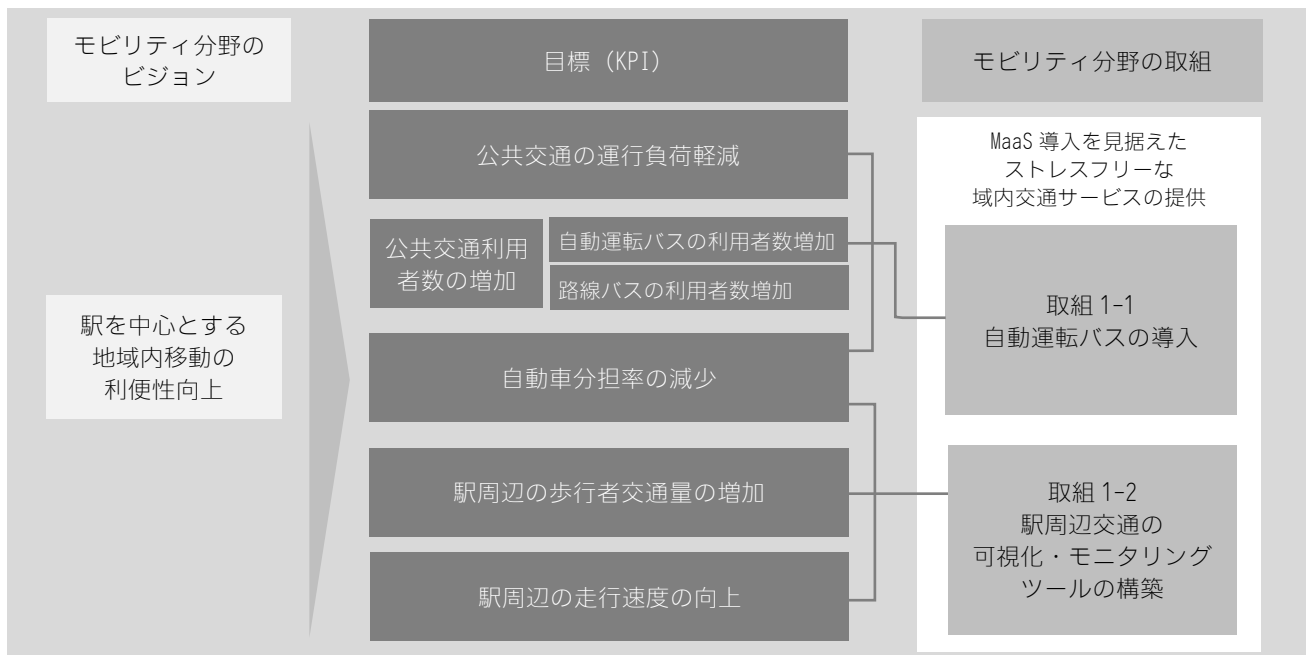 モビリティ分野の
ビジョン
目標（KPI）
モビリティ分野の取組
駅を中心とする
地域内移動の
利便性向上
公共交通の運行負荷軽減
公共交通利用
者数の増加
自動運転バスの利用者数増加
路線バスの利用者数増加
自動車分担率の減少
駅周辺の歩行者交通量の増加
駅周辺の走行速度の向上
MaaS 導入を見据えた
ストレスフリーな
域内交通サービスの提供
取組 1-1
自動運転バスの導入
取組 1-2
駅周辺交通の
可視化・モニタリング
ツールの構築